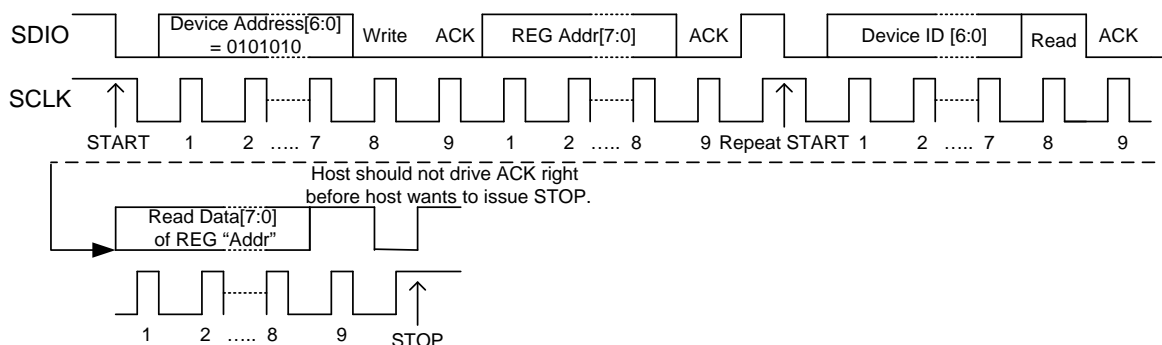 SDIO
Device Address[6:0]
= 0101010
Write
ACK
REG Addr[7:0]
ACK
Device ID [6:0]
Read
ACK
SCLK
START 1 2 ..... 7 8 9 1 2 ..... 8 9 Repeat START 1 2 ..... 7 8 9
Host should not drive ACK right
before host wants to issue STOP.
Read Data[7:0]
of REG “Addr”
1 2 ..... 8 9 STOP